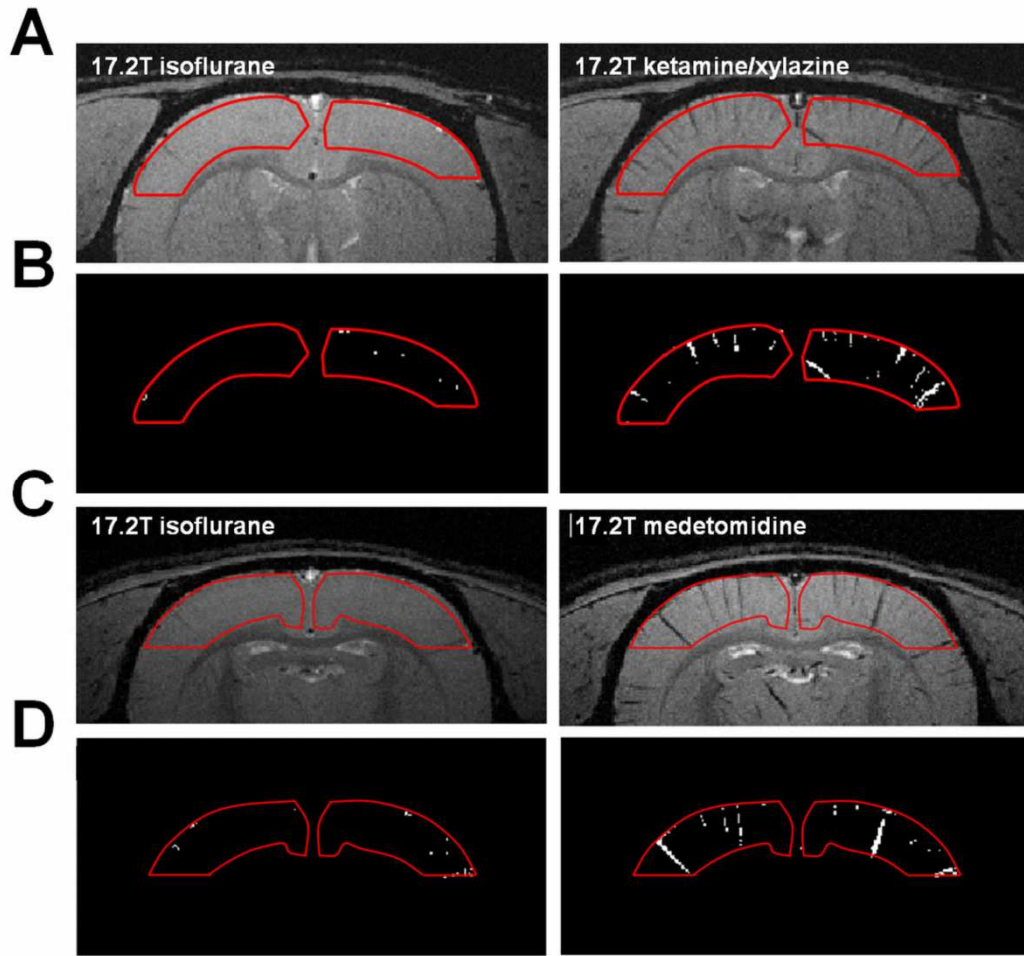 A
17.2T isoflurane
17.2T ketamine/xylazine
B
C
17.2T isoflurane
|17.2T medetomidine
D